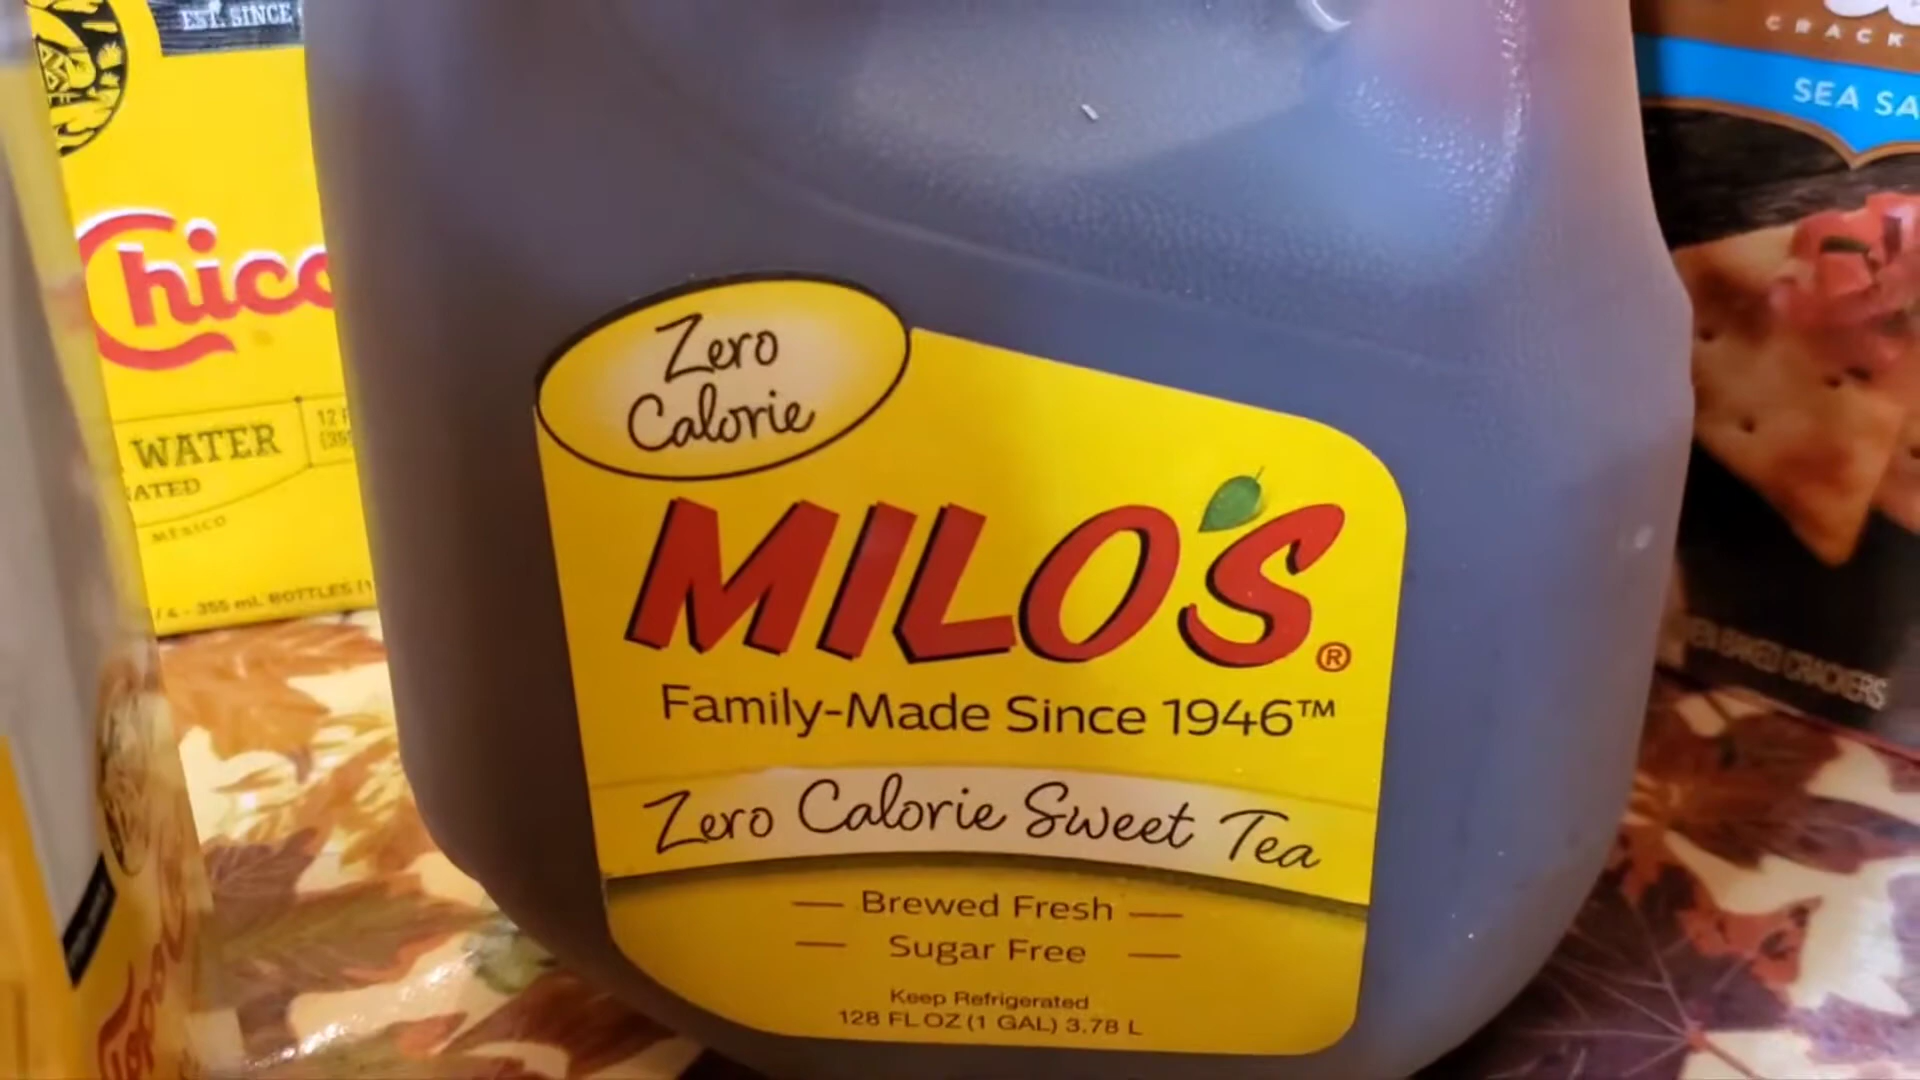 EST. SINCE
Chico
WATER
MEXICO
355 mL BOTTLES
Zero
Calorie
MILO'S®
Family-Made Since 1946™
Zero Calorie Sweet Tea
Brewed Fresh
Sugar Free
Keep Refrigerated
128 FL OZ (1 GAL) 3.78 L
CRACK
SEA SA
BAKED CRACKERS
Topo